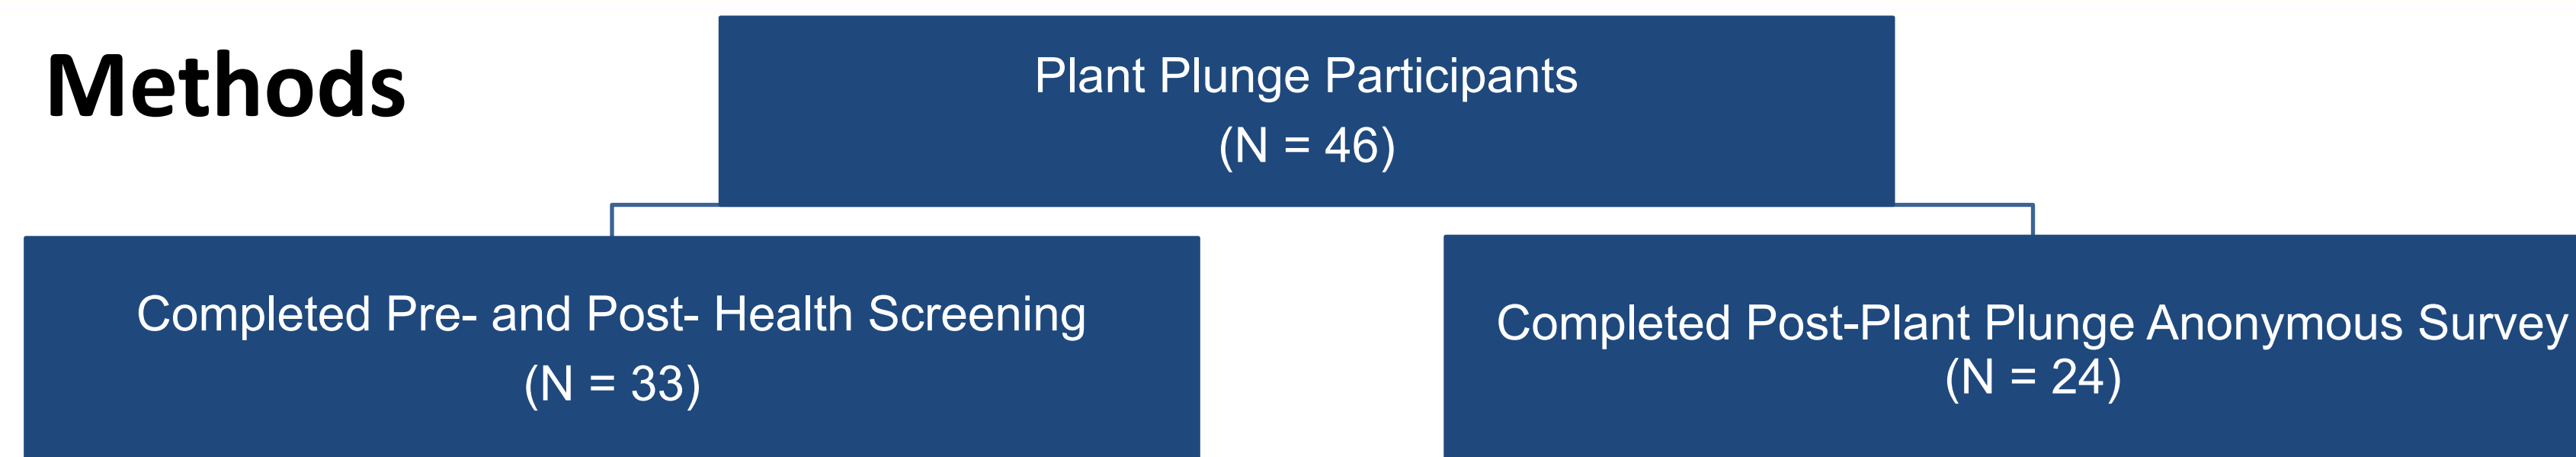 Methods
Plant Plunge Participants
(N = 46)
Completed Pre- and Post- Health Screening
(N = 33)
Completed Post-Plant Plunge Anonymous Survey
(N = 24)